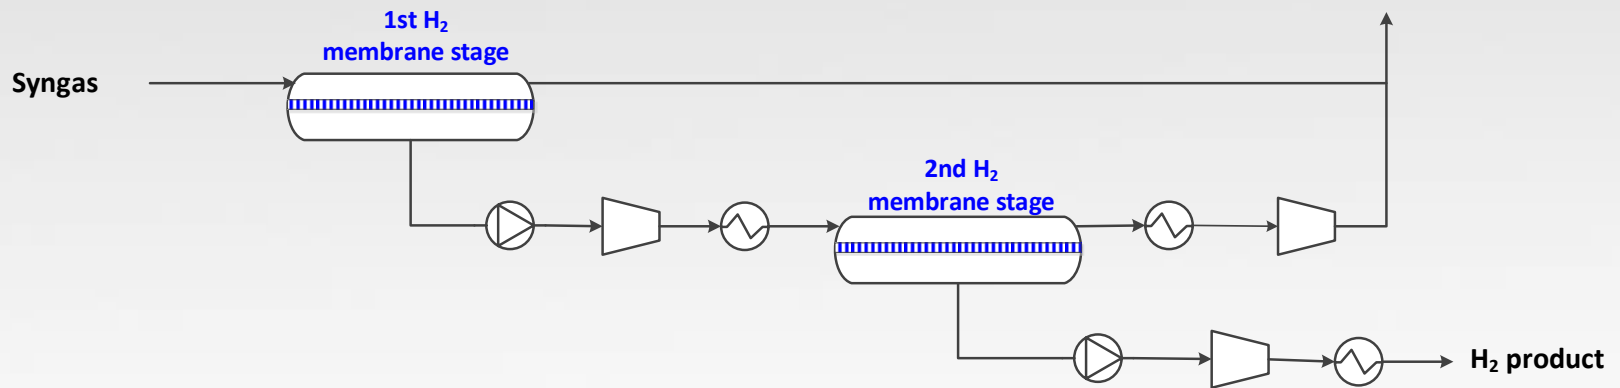 1st H₂
membrane stage
Syngas
2nd H₂
membrane stage
H₂ product